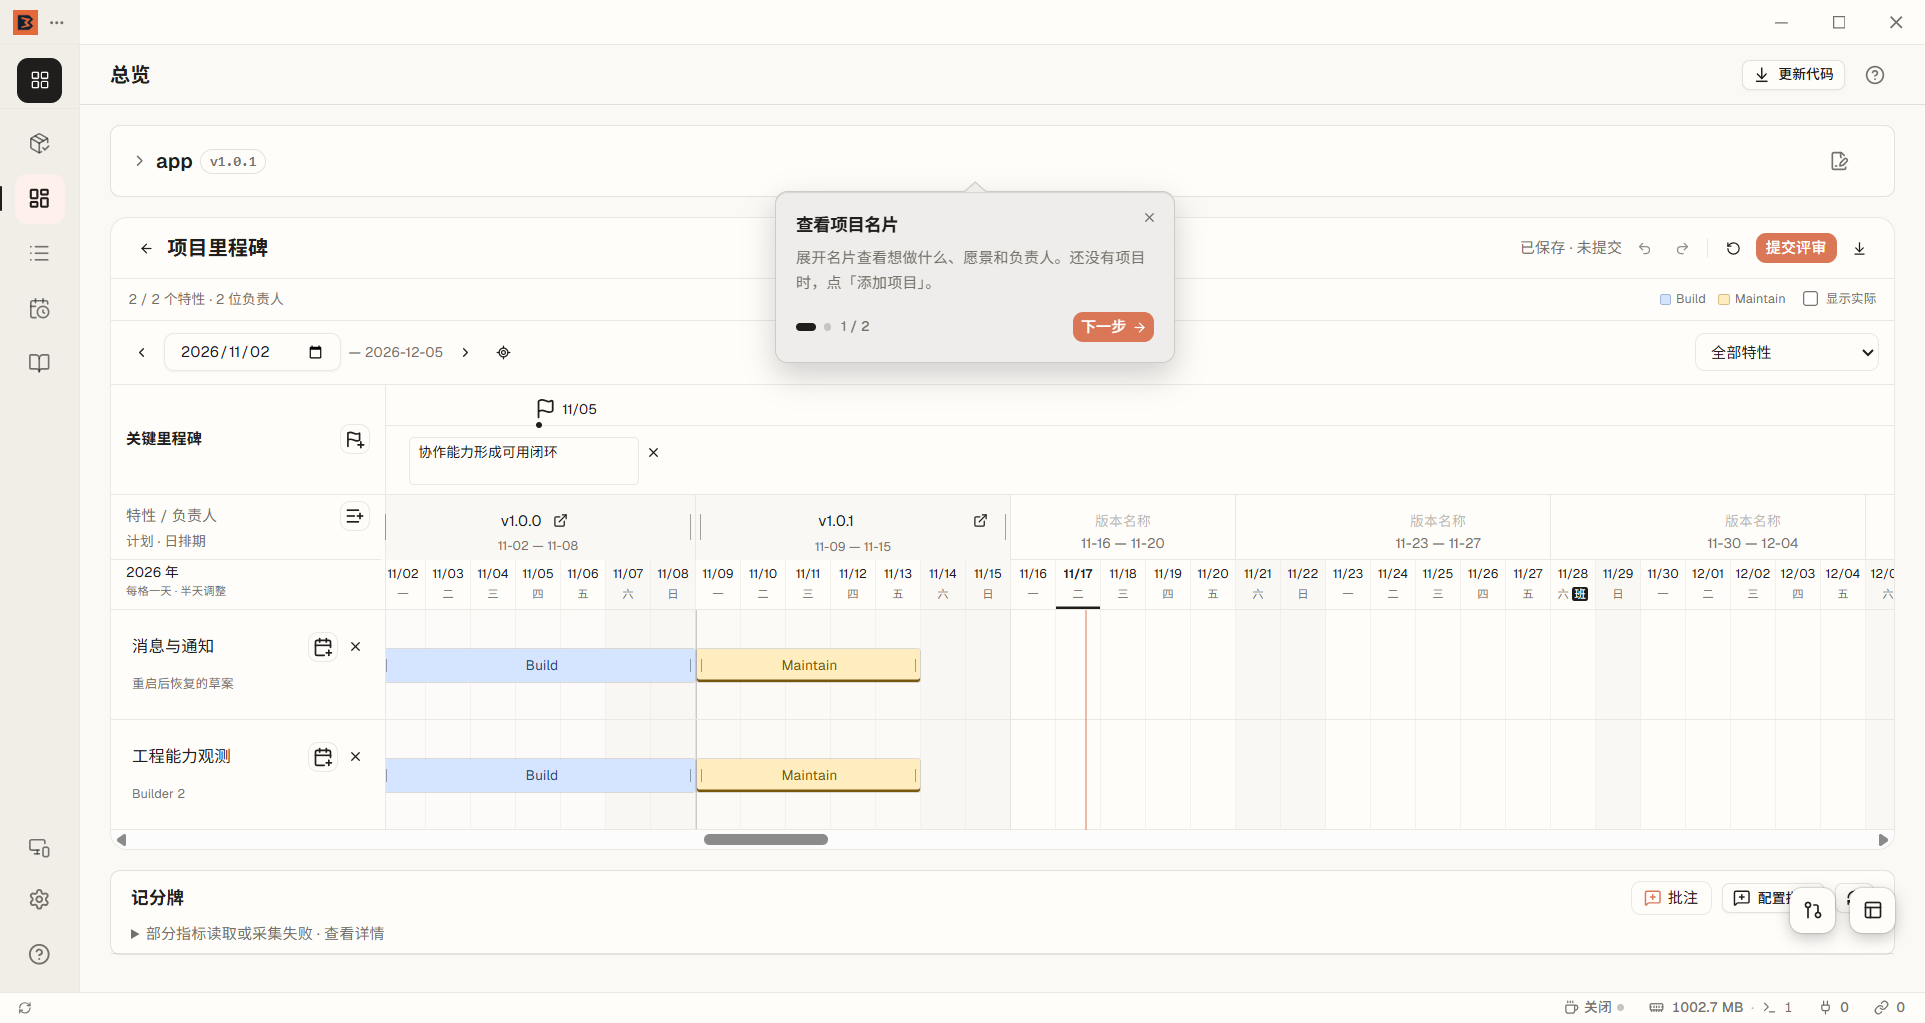 总览
更新代码
app v1.0.1
查看项目名片
展开名片查看想做什么、愿景和负责人。还没有项目
时，点「添加项目」。
1 / 2
下一步
项目里程碑
已保存 · 未提交
提交评审
2 / 2 个特性 · 2 位负责人
Build
Maintain
显示实际
2026/11/02
— 2026-12-05
全部特性
关键里程碑
11/05
协作能力形成可用闭环
特性 / 负责人
计划 · 日排期
v1.0.0
11-02 — 11-08
v1.0.1
11-09 — 11-15
版本名称
11-16 — 11-20
版本名称
11-23 — 11-27
版本名称
11-30 — 12-04
2026 年
每格一天 · 半天调整
11/02 11/03 11/04 11/05 11/06 11/07 11/08 11/09 11/10 11/11 11/12 11/13 11/14 11/15 11/16 11/17 11/18 11/19 11/20 11/21 11/22 11/23 11/24 11/25 11/26 11/27 11/28 11/29 11/30 12/01 12/02 12/03 12/04
一 二 三 四 五 六 日 一 二 三 四 五 六 日 一 二 三 四 五 六 日 一 二 三 四 五 六 班 日 一 二 三 四 五 六
消息与通知
重启后恢复的草案
Build
Maintain
工程能力观测
Builder 2
Build
Maintain
记分牌
批注
配置
部分指标读取或采集失败 · 查看详情
关闭
1002.7 MB ·
1
0
0